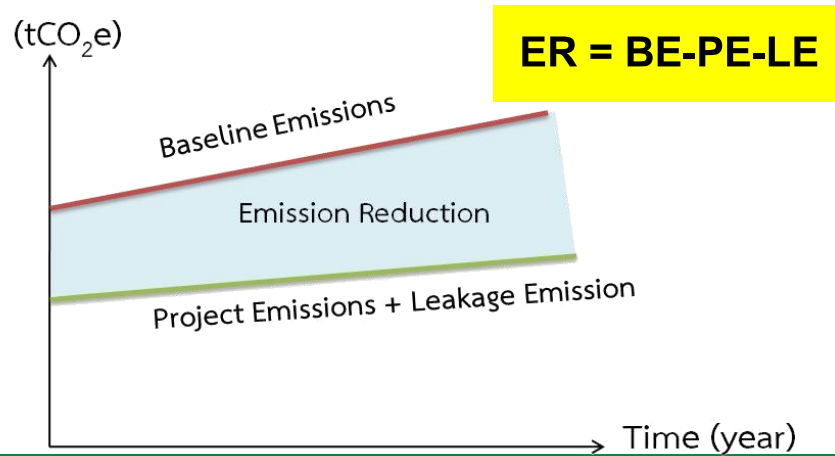 (tCO₂e)
ER = BE-PE-LE
Baseline Emissions
Emission Reduction
Project Emissions + Leakage Emission
Time (year)